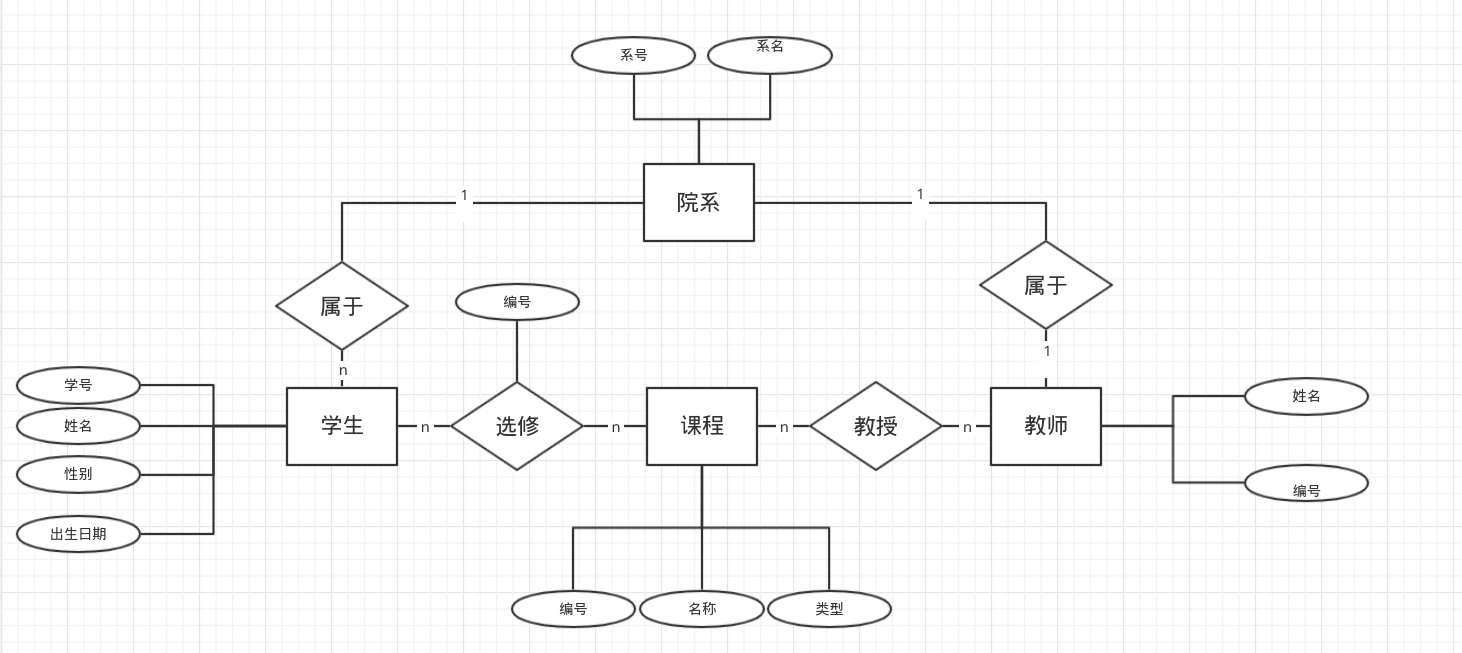 系号
系名
院系
1
1
属于
属于
编号
n
1
学号
姓名
性别
出生日期
学生
n
选修
n
课程
n
教授
n
教师
姓名
编号
编号
名称
类型